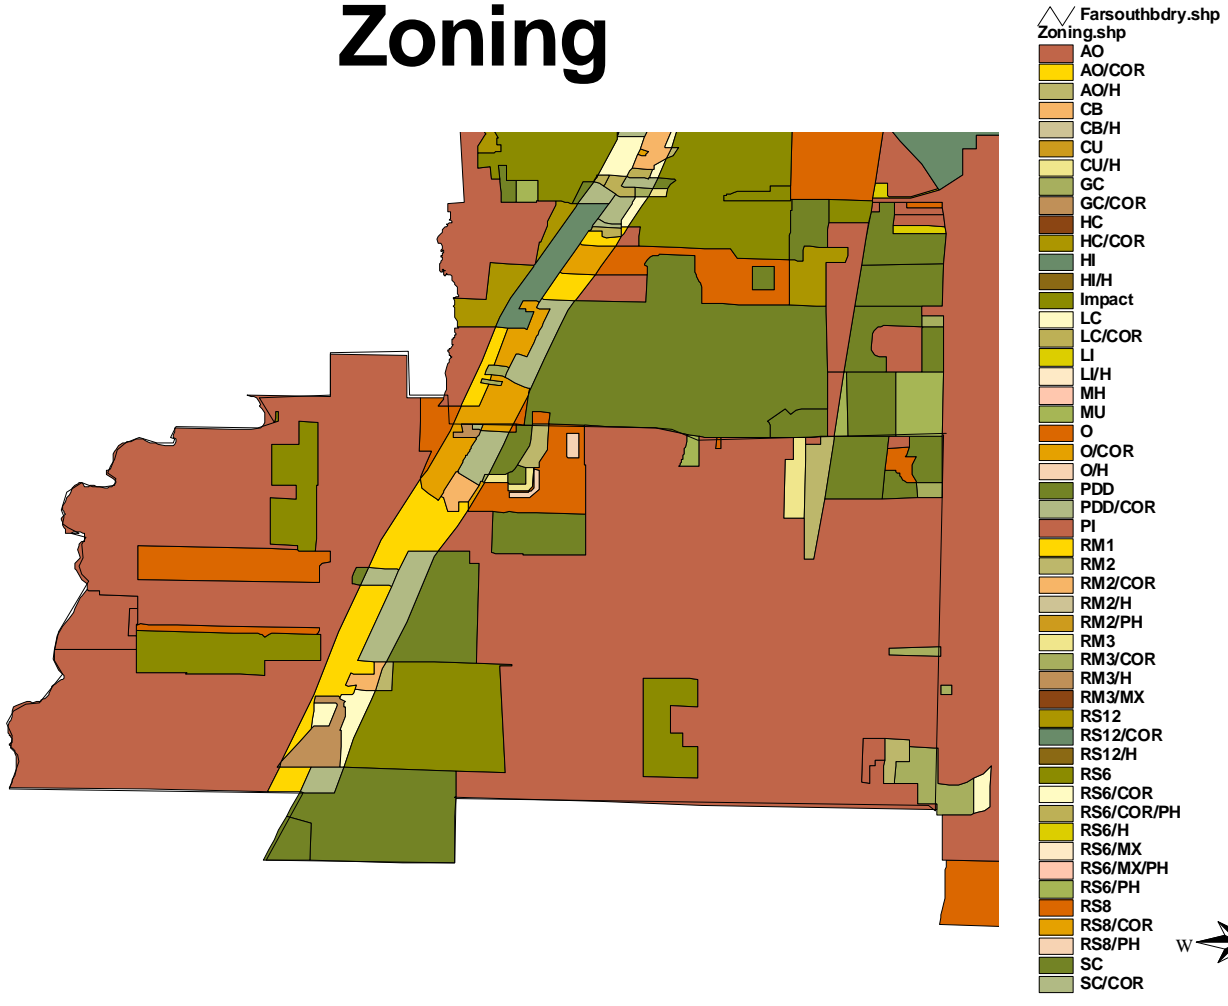 Zoning
Farsouthbdry.shp
Zoning.shp
AO
AO/COR
AO/H
CB
CB/H
CU
CU/H
GC
GC/COR
HC
HC/COR
HI
HI/H
Impact
LC
LC/COR
LI
LI/H
MH
MU
O
O/COR
O/H
PDD
PDD/COR
PI
RM1
RM2
RM2/COR
RM2/H
RM2/PH
RM3
RM3/COR
RM3/H
RM3/MX
RS12
RS12/COR
RS12/H
RS6
RS6/COR
RS6/COR/PH
RS6/H
RS6/MX
RS6/MX/PH
RS6/PH
RS8
RS8/COR
RS8/PH
SC
SC/COR
W